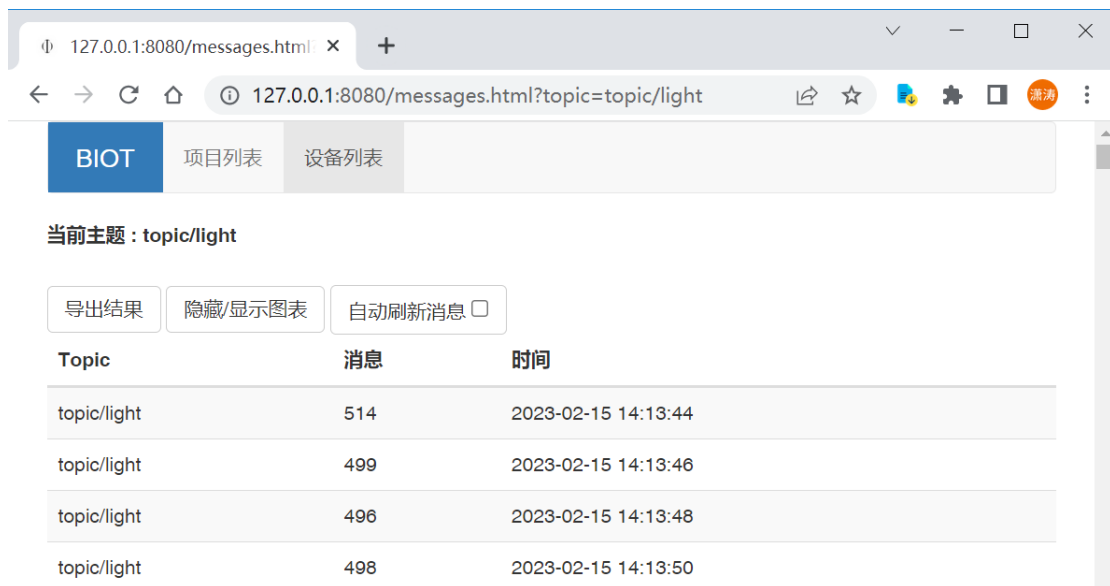 127.0.0.1:8080/messages.html
127.0.0.1:8080/messages.html?topic=topic/light
潇涛
BIOT 项目列表 设备列表
当前主题 : topic/light
导出结果 隐藏/显示图表 自动刷新消息
Topic 消息 时间
topic/light 514 2023-02-15 14:13:44
topic/light 499 2023-02-15 14:13:46
topic/light 496 2023-02-15 14:13:48
topic/light 498 2023-02-15 14:13:50